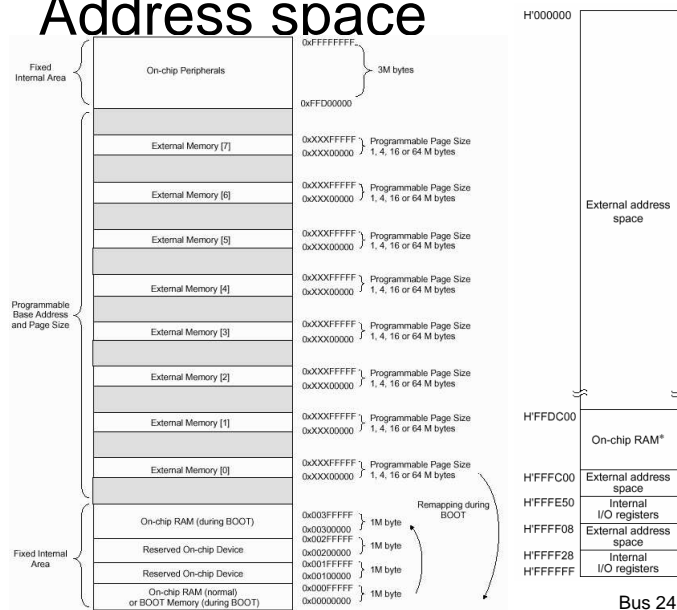 Address space
0xFFFFFFFF
Fixed
Internal Area
On-chip Peripherals
3M bytes
0xFFD00000
Programmable
Base Address
and Page Size
External Memory [7]
0xXXXFFFFF
0xXXX00000
Programmable Page Size
1, 4, 16 or 64 M bytes
External Memory [6]
0xXXXFFFFF
0xXXX00000
Programmable Page Size
1, 4, 16 or 64 M bytes
External Memory [5]
0xXXXFFFFF
0xXXX00000
Programmable Page Size
1, 4, 16 or 64 M bytes
External Memory [4]
0xXXXFFFFF
0xXXX00000
Programmable Page Size
1, 4, 16 or 64 M bytes
External Memory [3]
0xXXXFFFFF
0xXXX00000
Programmable Page Size
1, 4, 16 or 64 M bytes
External Memory [2]
0xXXXFFFFF
0xXXX00000
Programmable Page Size
1, 4, 16 or 64 M bytes
External Memory [1]
0xXXXFFFFF
0xXXX00000
Programmable Page Size
1, 4, 16 or 64 M bytes
External Memory [0]
0xXXXFFFFF
0xXXX00000
Programmable Page Size
1, 4, 16 or 64 M bytes
Remapping during
BOOT
Fixed Internal
Area
On-chip RAM (during BOOT)
0x003FFFFF
0x00300000
1M byte
Reserved On-chip Device
0x002FFFFF
0x00200000
1M byte
Reserved On-chip Device
0x001FFFFF
0x00100000
1M byte
On-chip RAM (normal)
or BOOT Memory (during BOOT)
0x000FFFFF
0x00000000
1M byte
H'000000
External address
space
H'FFDC00
On-chip RAM*
H'FFFC00
External address
space
H'FFFE50
Internal
I/O registers
H'FFFF08
External address
space
H'FFFF28
Internal
I/O registers
H'FFFFFF
Bus 24